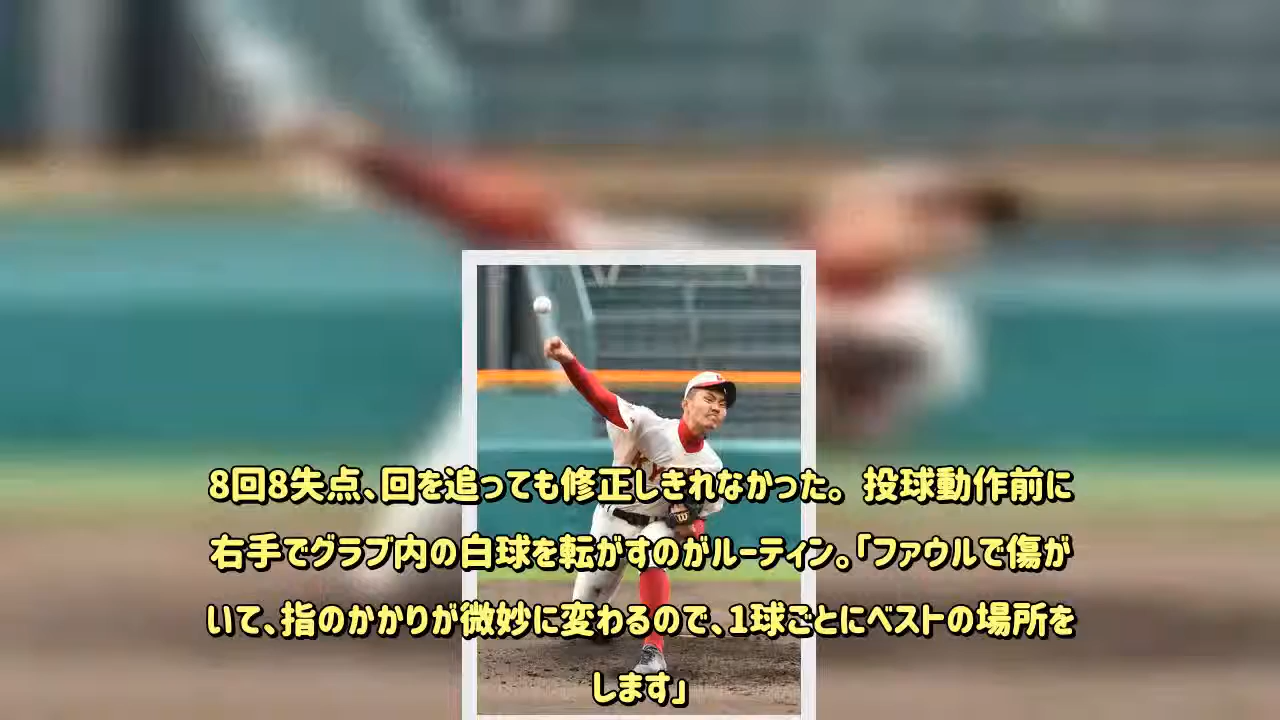 8回8失点、回を追っても修正しきれなかった。投球動作前に
右手でグラブ内の白球を転がすのがルーティン。「ファウルで傷が
いて、指のかかりが微妙に変わるので、1球ごとにベストの場所を
します」